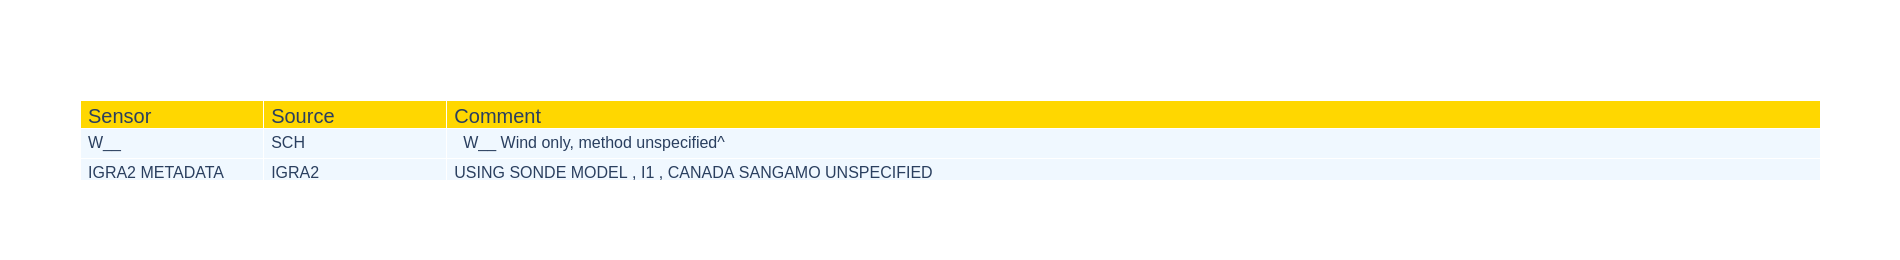 Sensor Source Comment
W__ SCH W__ Wind only, method unspecified^
IGRA2 METADATA IGRA2 USING SONDE MODEL , I1 , CANADA SANGAMO UNSPECIFIED